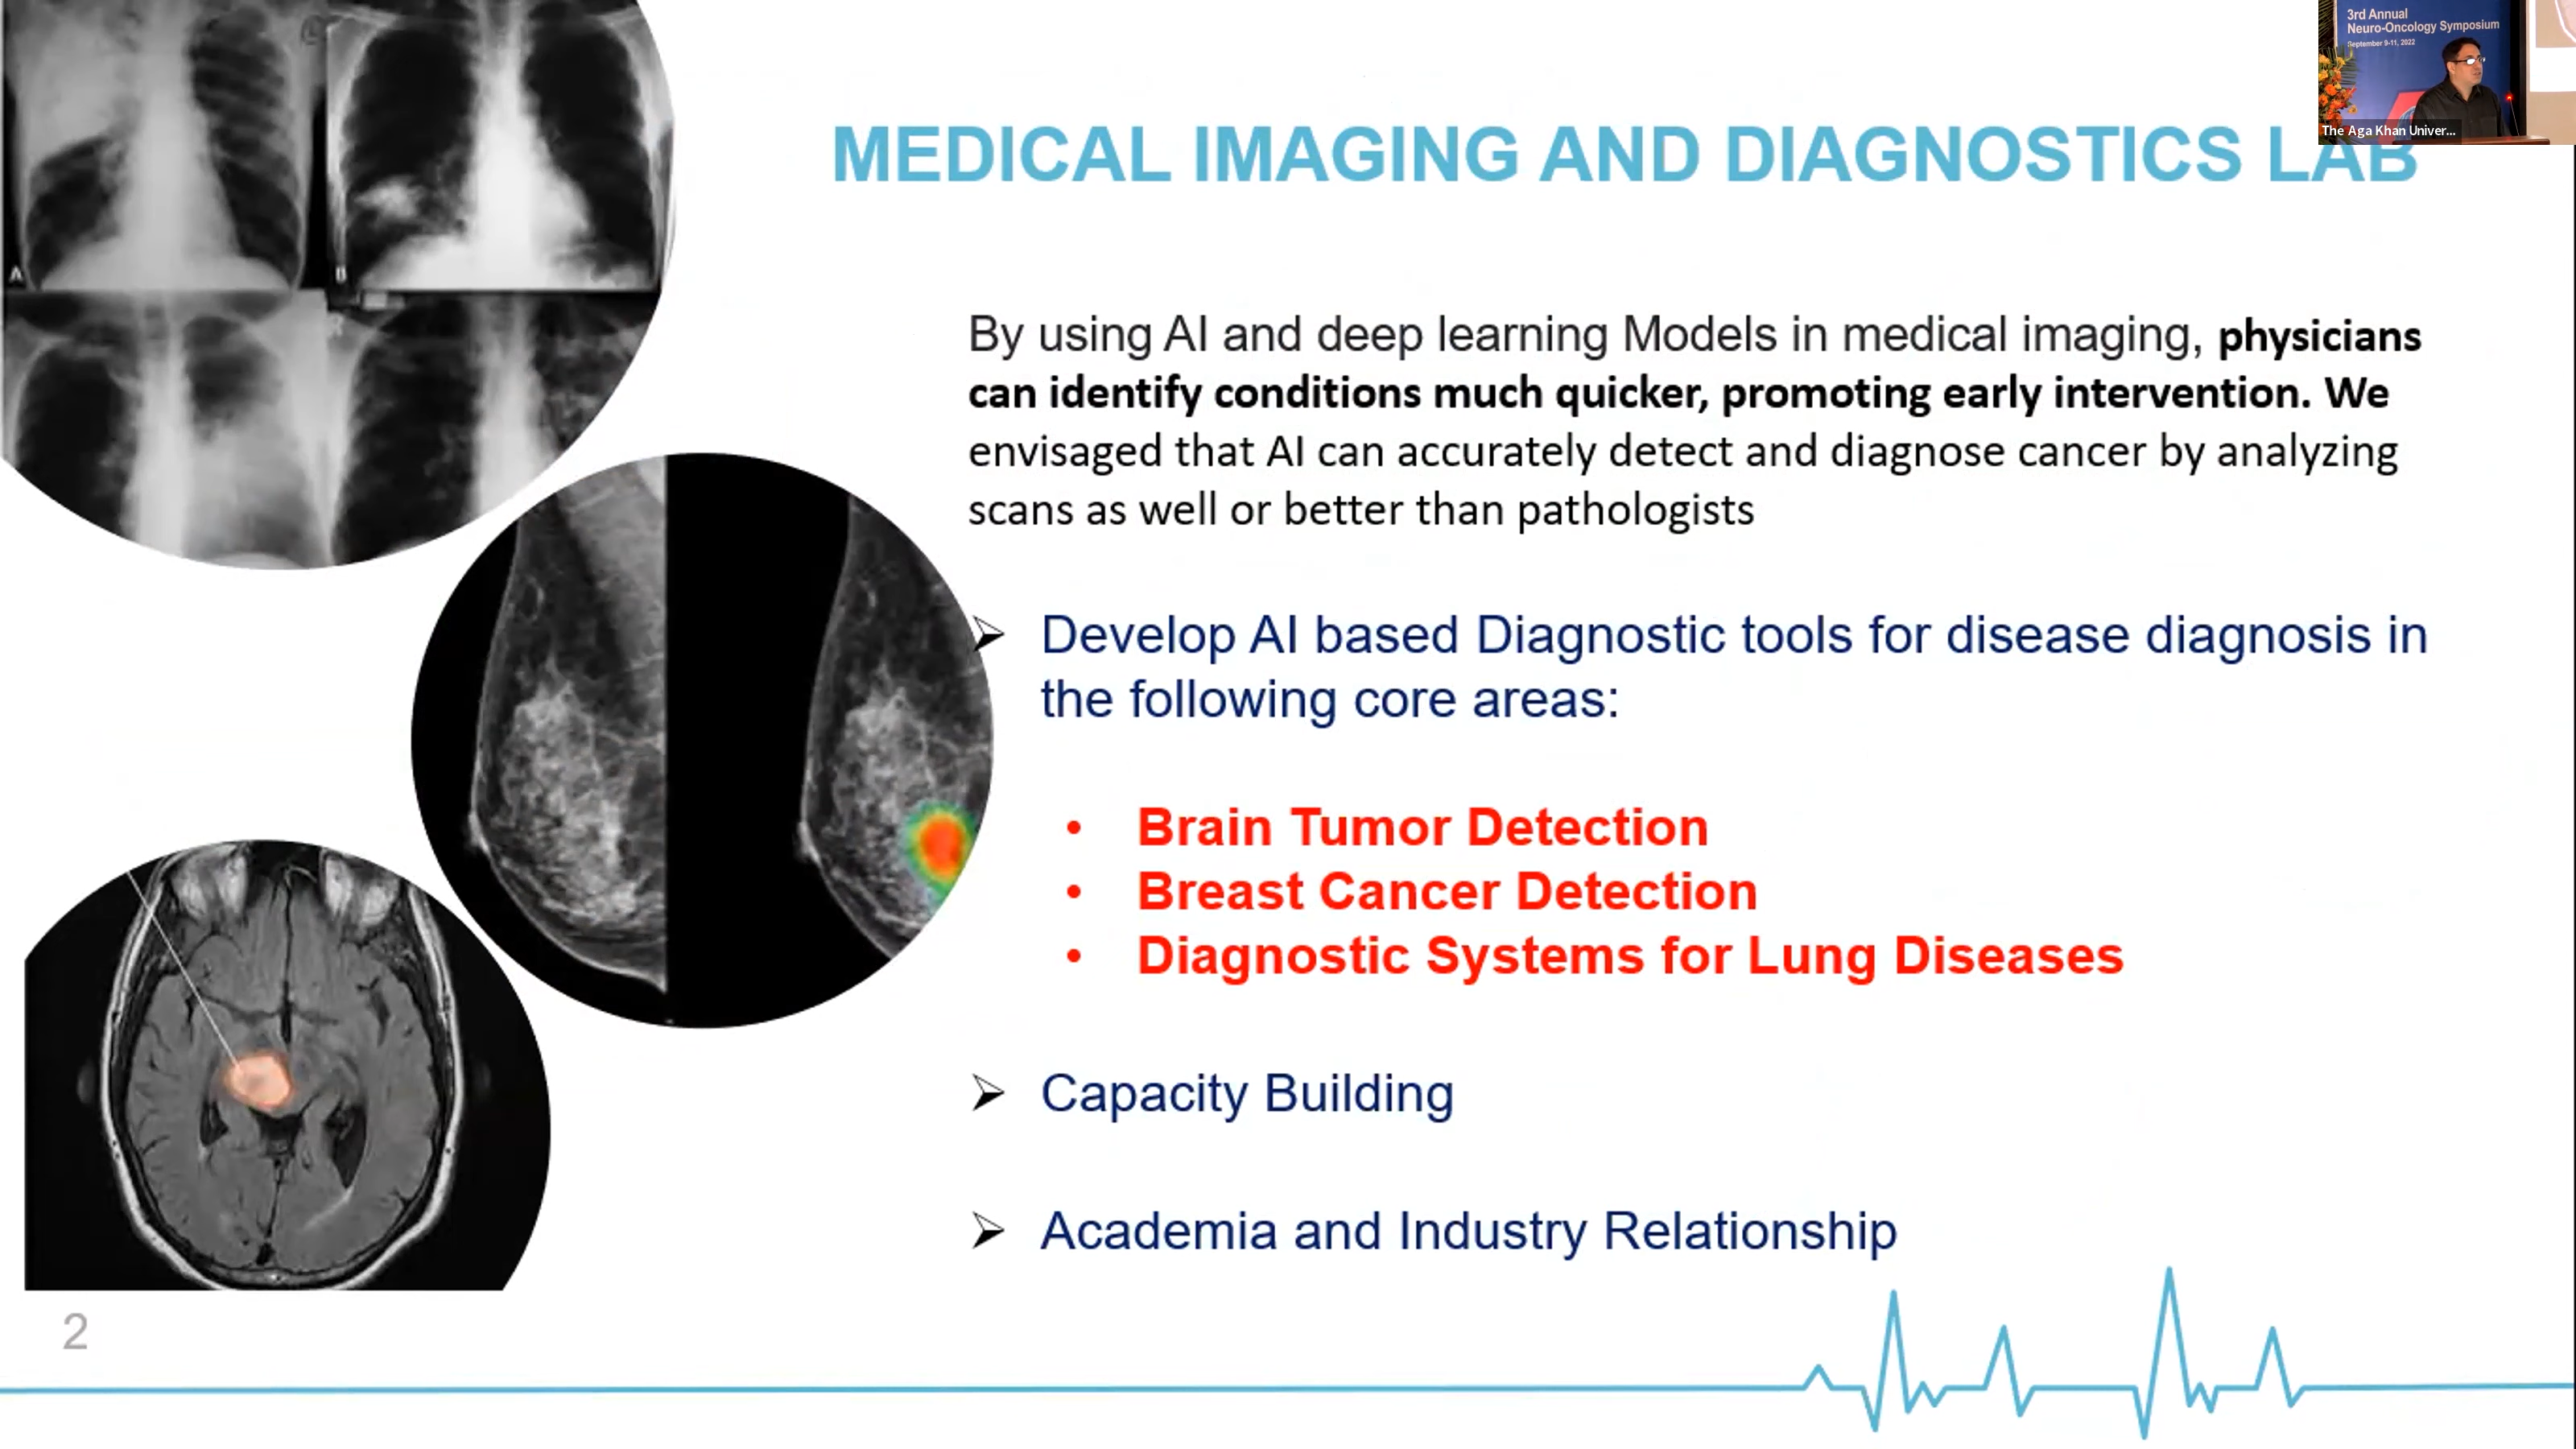 3rd Annual
Neuro-Oncology Symposium
September 9-11, 2022
The Aga Khan Univer...
MEDICAL IMAGING AND DIAGNOSTICS LAB
A
B
By using AI and deep learning Models in medical imaging, physicians
can identify conditions much quicker, promoting early intervention. We
envisaged that AI can accurately detect and diagnose cancer by analyzing
scans as well or better than pathologists
➢ Develop AI based Diagnostic tools for disease diagnosis in
the following core areas:
• Brain Tumor Detection
• Breast Cancer Detection
• Diagnostic Systems for Lung Diseases
➢ Capacity Building
➢ Academia and Industry Relationship
2